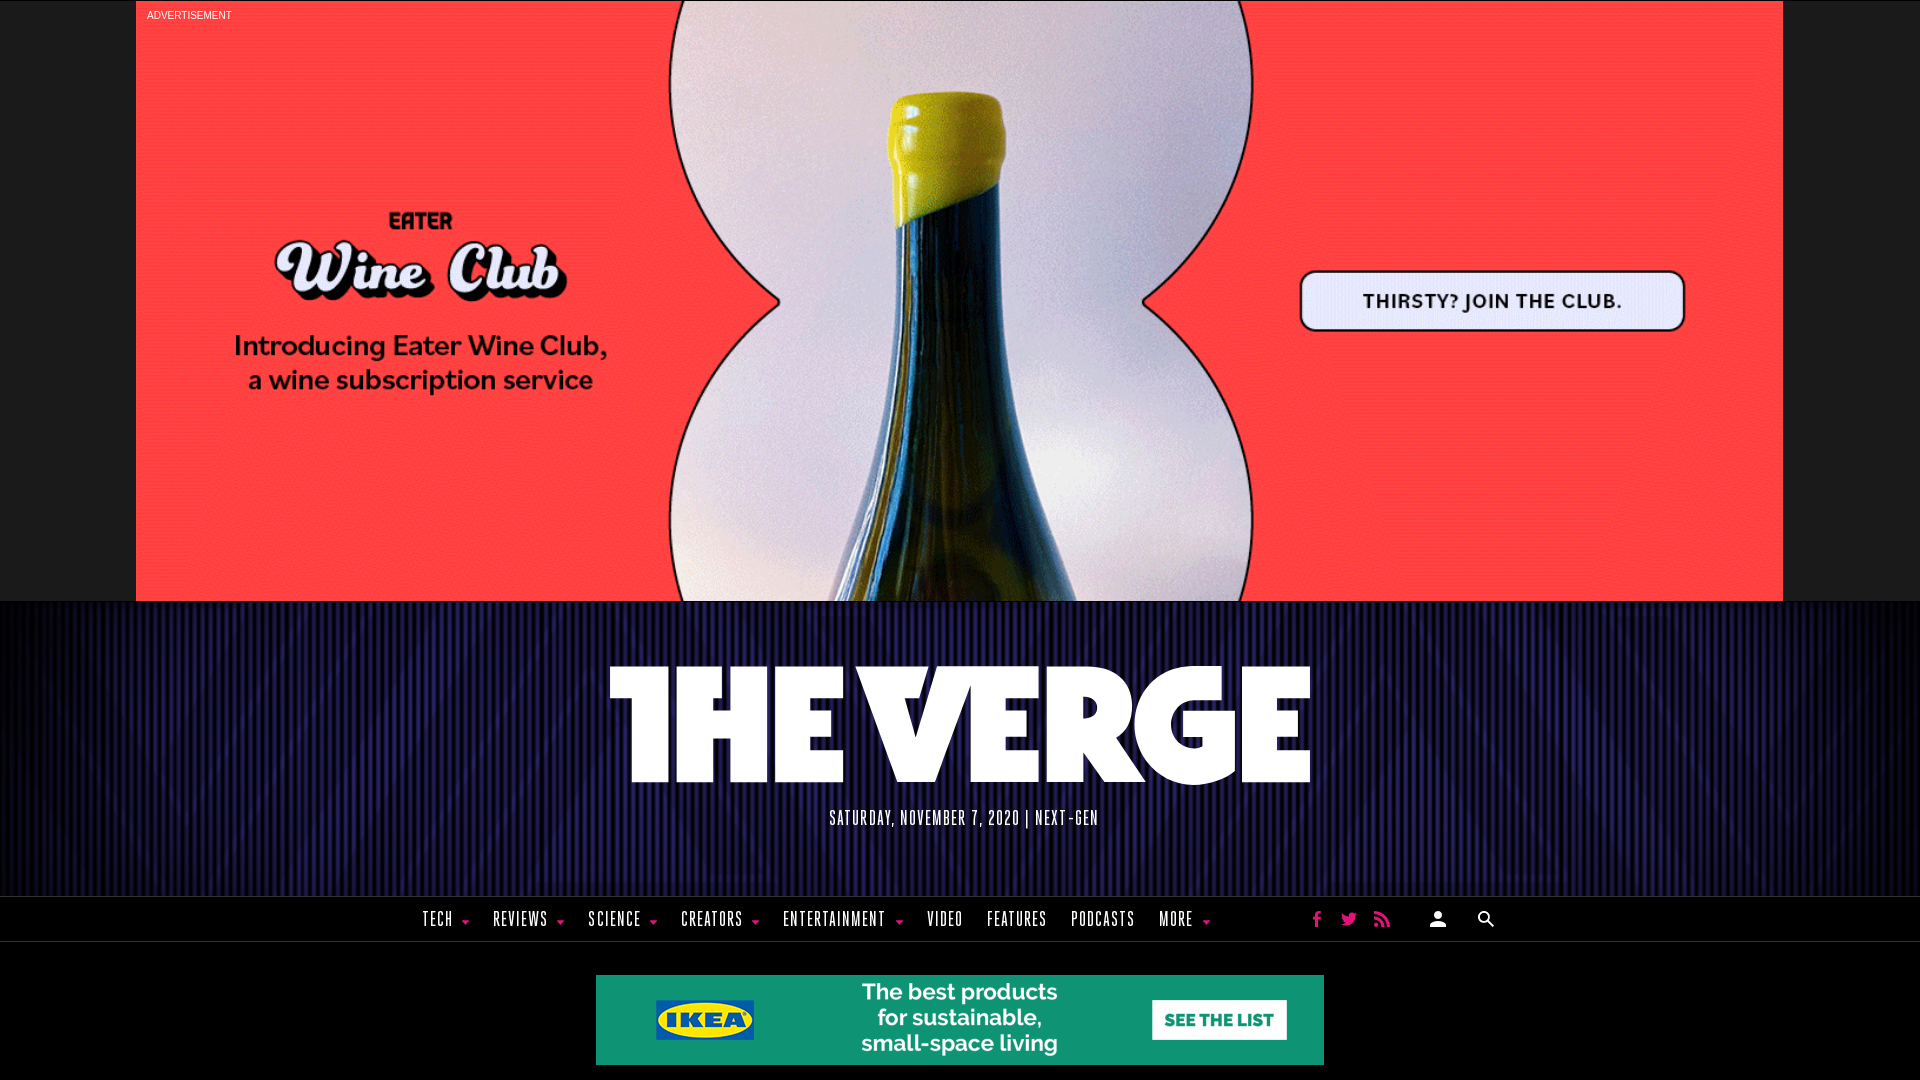 ADVERTISEMENT
EATER
Wine Club
Introducing Eater Wine Club,
a wine subscription service
THIRSTY? JOIN THE CLUB.
THE VERGE
SATURDAY, NOVEMBER 7, 2020 | NEXT-GEN
TECH REVIEWS SCIENCE CREATORS ENTERTAINMENT VIDEO FEATURES PODCASTS MORE
IKEA
The best products
for sustainable,
small-space living
SEE THE LIST